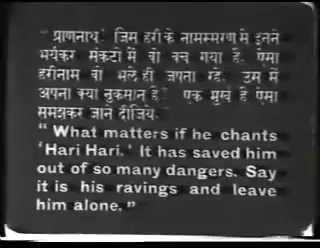 “ प्राणनाथ, जिस हरी के नामस्मरण में इतने
भयंकर संकटों में वो बच गया है. ऐसा
हरीनाम वो भले ही जपता रहे. उस में
अपना क्या नुकसान है? एक मुर्ख है ऐसा
समझकर जान दीजिये.
“ What matters if he chants
‘Hari Hari.’ It has saved him
out of so many dangers. Say
it is his ravings and leave
him alone.”